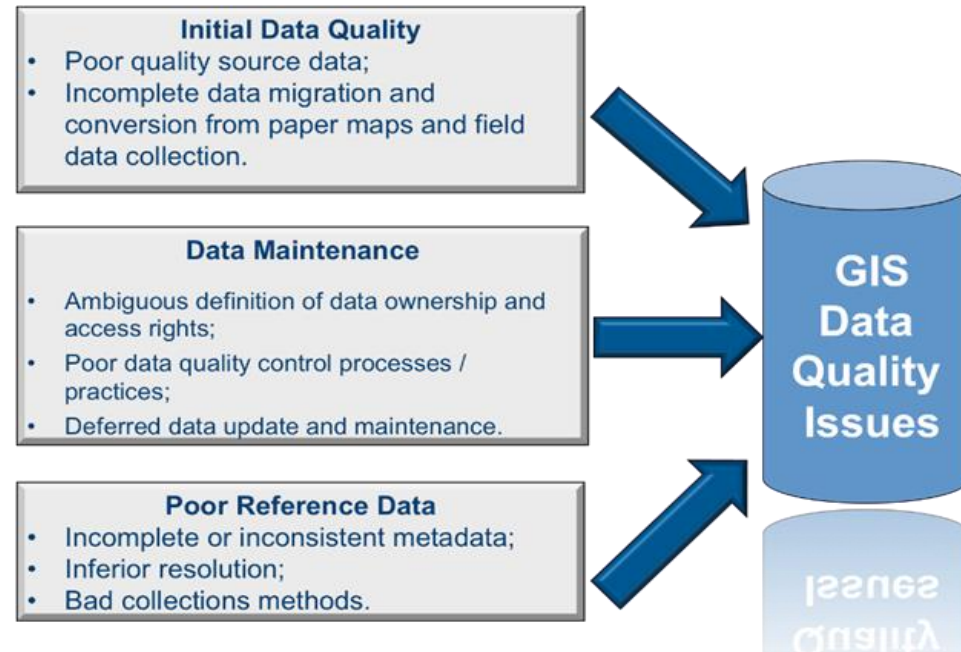 Initial Data Quality
• Poor quality source data;
• Incomplete data migration and
conversion from paper maps and field
data collection.
Data Maintenance
• Ambiguous definition of data ownership and
access rights;
• Poor data quality control processes /
practices;
• Deferred data update and maintenance.
Poor Reference Data
• Incomplete or inconsistent metadata;
• Inferior resolution;
• Bad collections methods.
GIS
Data
Quality
Issues
Issues
Quality